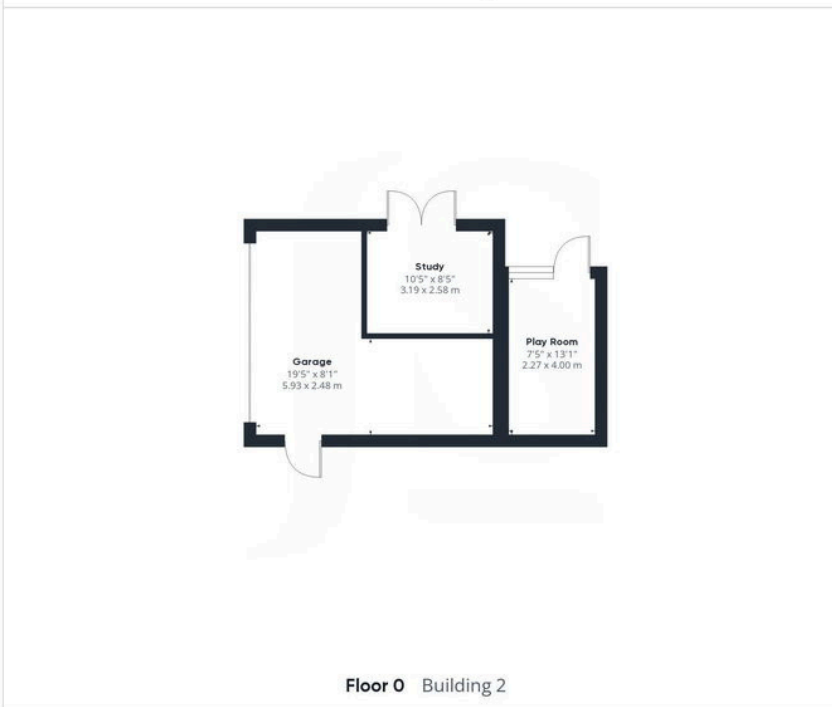 Study
10'5" x 8'5"
3.19 x 2.58 m
Play Room
7'5" x 13'1"
2.27 x 4.00 m
Garage
19'5" x 8'1"
5.93 x 2.48 m
Floor 0 Building 2